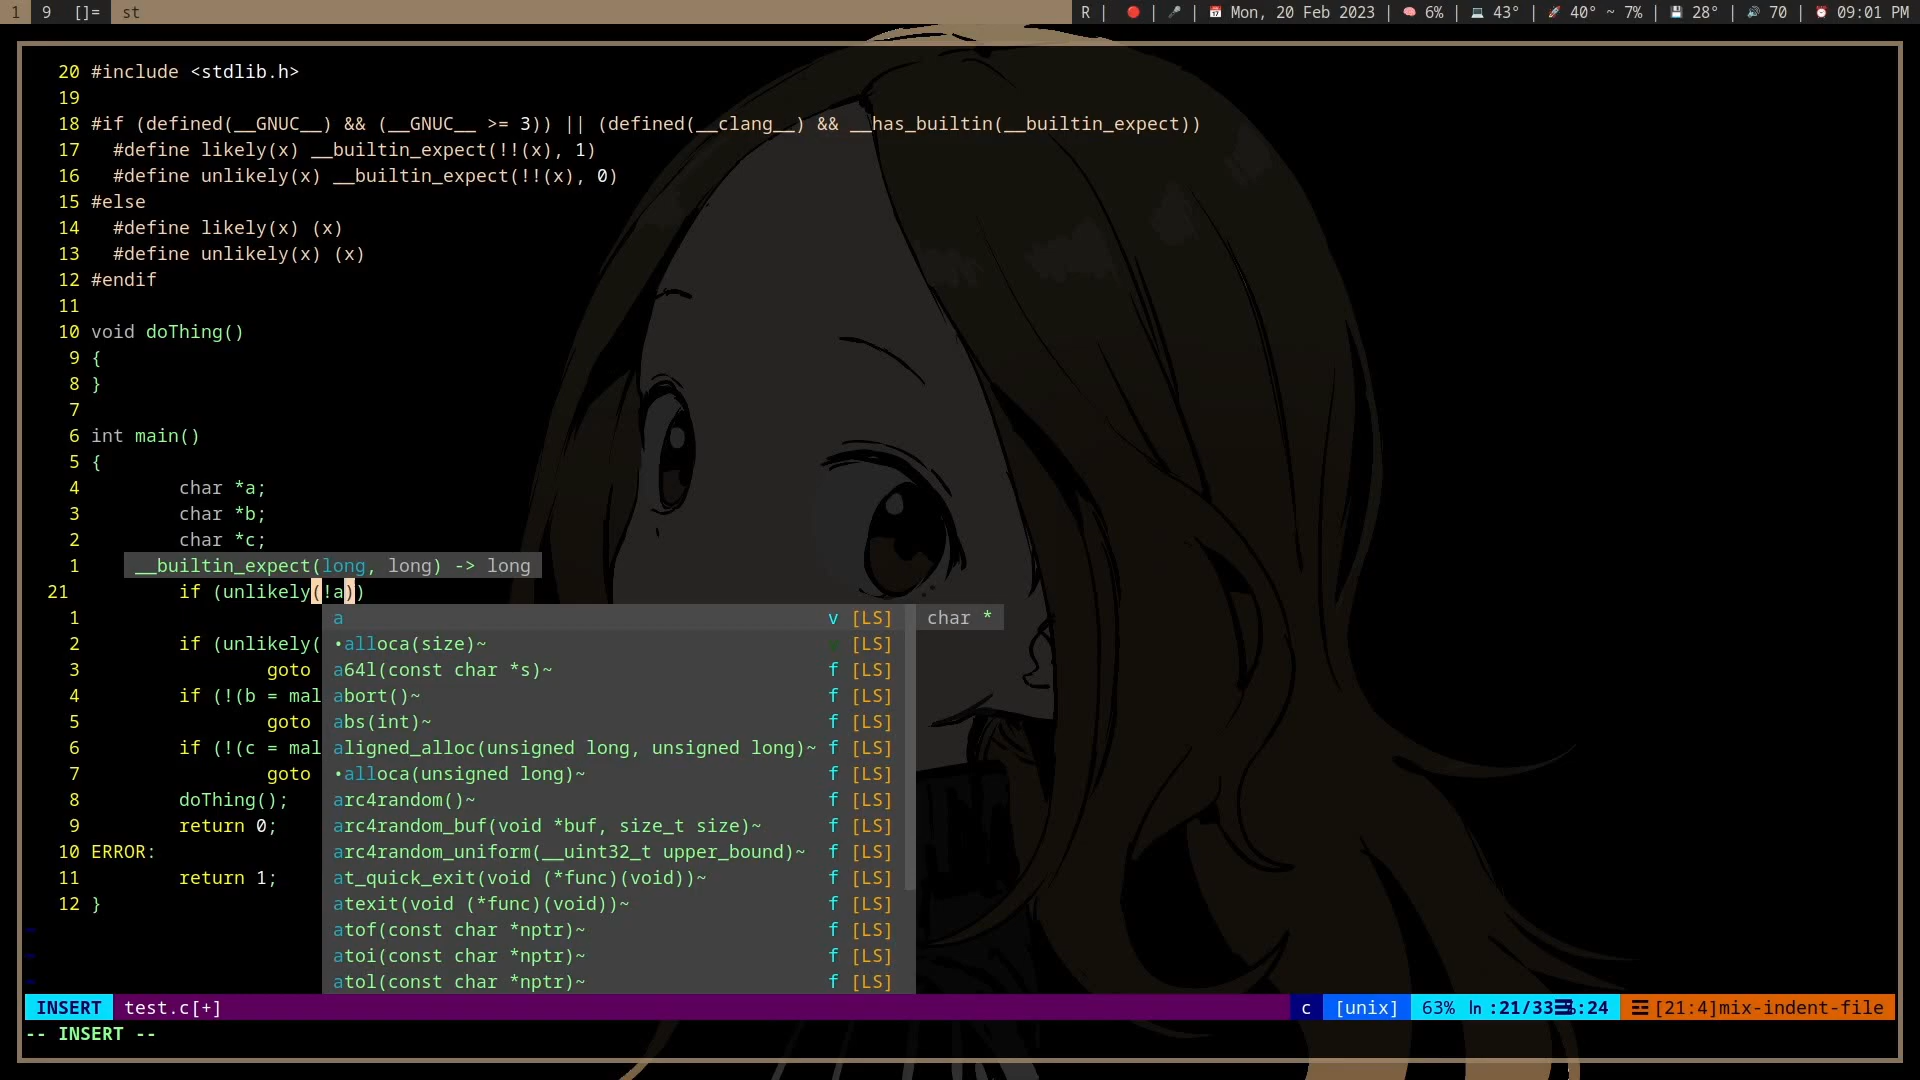 1 9 []= st R | | | Mon, 20 Feb 2023 | 6% | 43° | 40° ~ 7% | 28° | 70 | 09:01 PM
20 #include <stdlib.h>
19
18 #if (defined(__GNUC__) && (__GNUC__ >= 3)) || (defined(__clang__) && __has_builtin(__builtin_expect))
17 #define likely(x) __builtin_expect(!!(x), 1)
16 #define unlikely(x) __builtin_expect(!!(x), 0)
15 #else
14 #define likely(x) (x)
13 #define unlikely(x) (x)
12 #endif
11
10 void doThing()
9 {
8 }
7
6 int main()
5 {
4 char *a;
3 char *b;
2 char *c;
1 __builtin_expect(long, long) -> long
21 if (unlikely(!a))
1 a v [LS] char *
2 if (unlikely( •alloca(size)~ v [LS]
3 goto a64l(const char *s)~ f [LS]
4 if (!(b = mal abort()~ f [LS]
5 goto abs(int)~ f [LS]
6 if (!(c = mal aligned_alloc(unsigned long, unsigned long)~ f [LS]
7 goto •alloca(unsigned long)~ f [LS]
8 doThing(); arc4random()~ f [LS]
9 return 0; arc4random_buf(void *buf, size_t size)~ f [LS]
10 ERROR: arc4random_uniform(__uint32_t upper_bound)~ f [LS]
11 return 1; at_quick_exit(void (*func)(void))~ f [LS]
12 } atexit(void (*func)(void))~ f [LS]
~ atof(const char *nptr)~ f [LS]
~ atoi(const char *nptr)~ f [LS]
~ atol(const char *nptr)~ f [LS]
INSERT test.c[+] c [unix] 63% ln :21/33 :24 [21:4]mix-indent-file
-- INSERT --